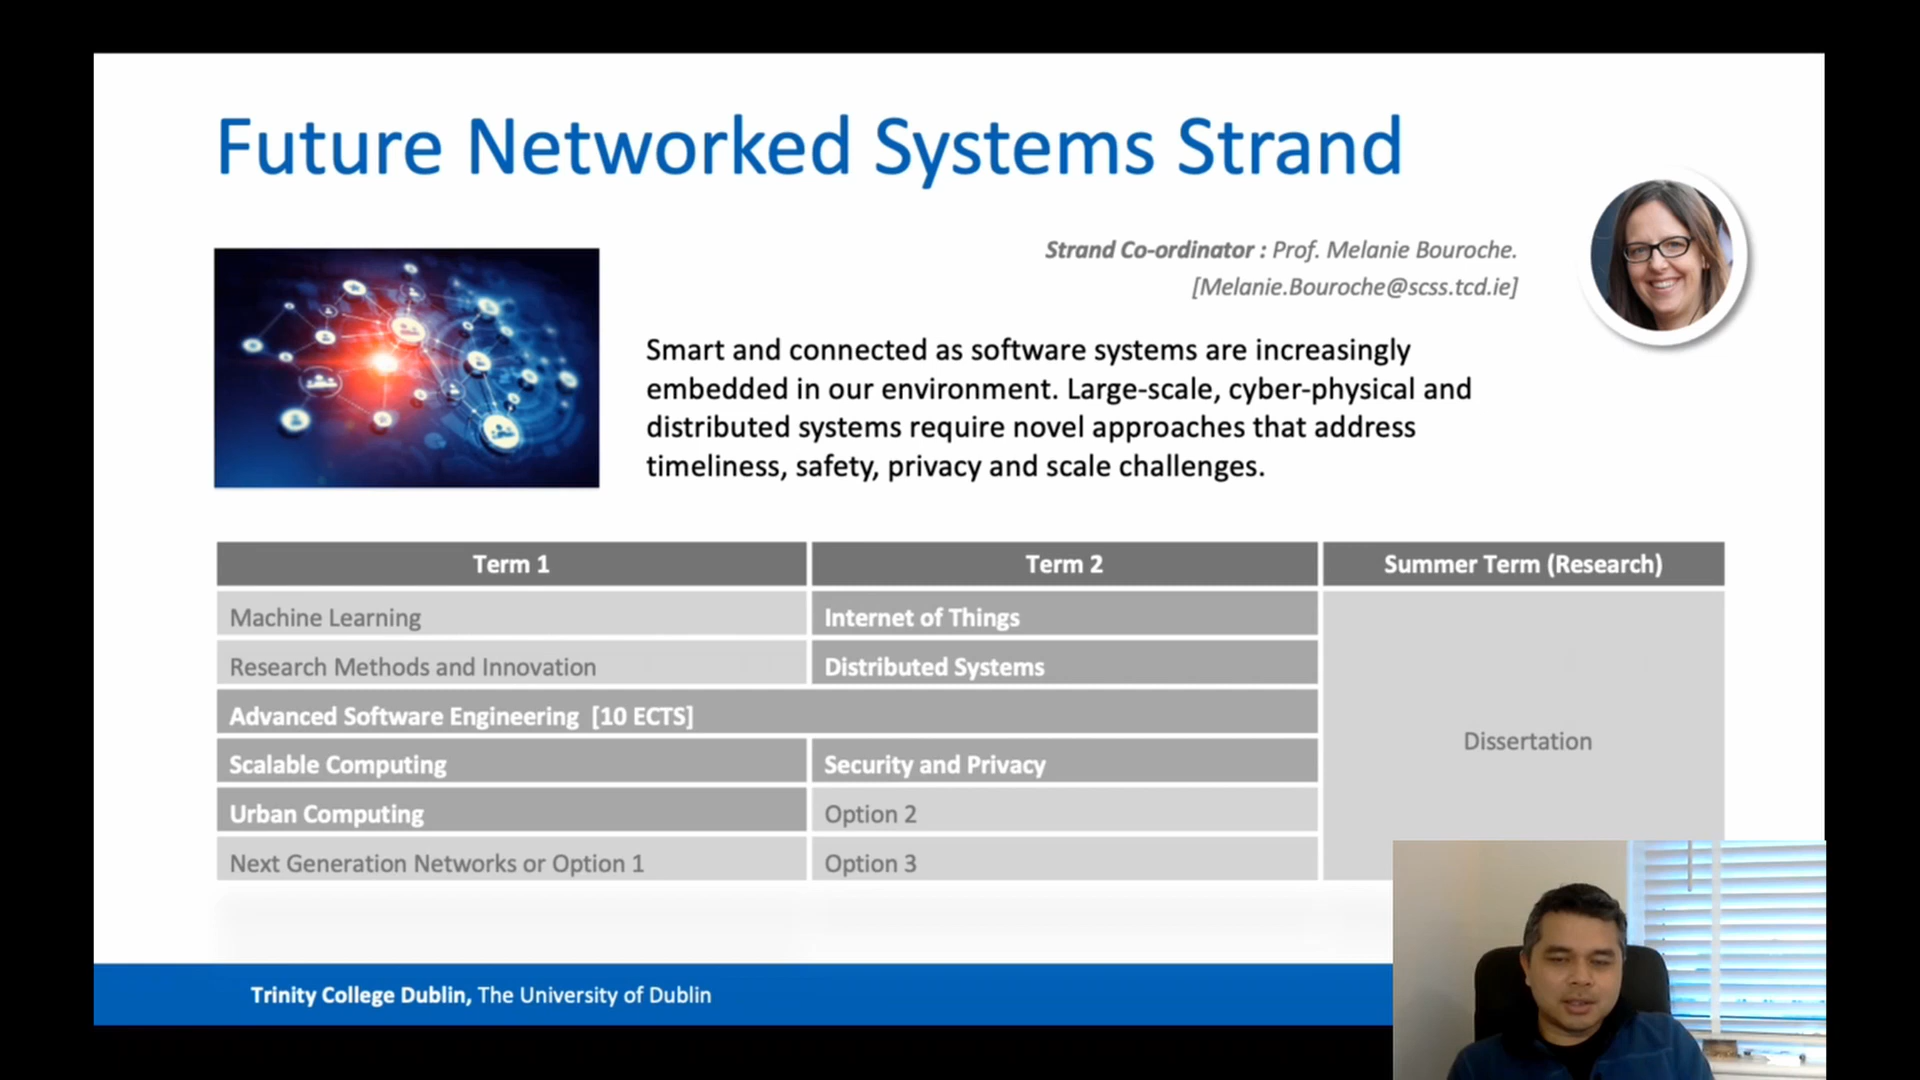 Future Networked Systems Strand
Strand Co-ordinator : Prof. Melanie Bouroche.
[Melanie.Bouroche@scss.tcd.ie]
Smart and connected as software systems are increasingly
embedded in our environment. Large-scale, cyber-physical and
distributed systems require novel approaches that address
timeliness, safety, privacy and scale challenges.
Term 1 Term 2 Summer Term (Research)
Machine Learning Internet of Things
Research Methods and Innovation Distributed Systems
Advanced Software Engineering [10 ECTS]
Dissertation
Scalable Computing Security and Privacy
Urban Computing Option 2
Next Generation Networks or Option 1 Option 3
Trinity College Dublin, The University of Dublin